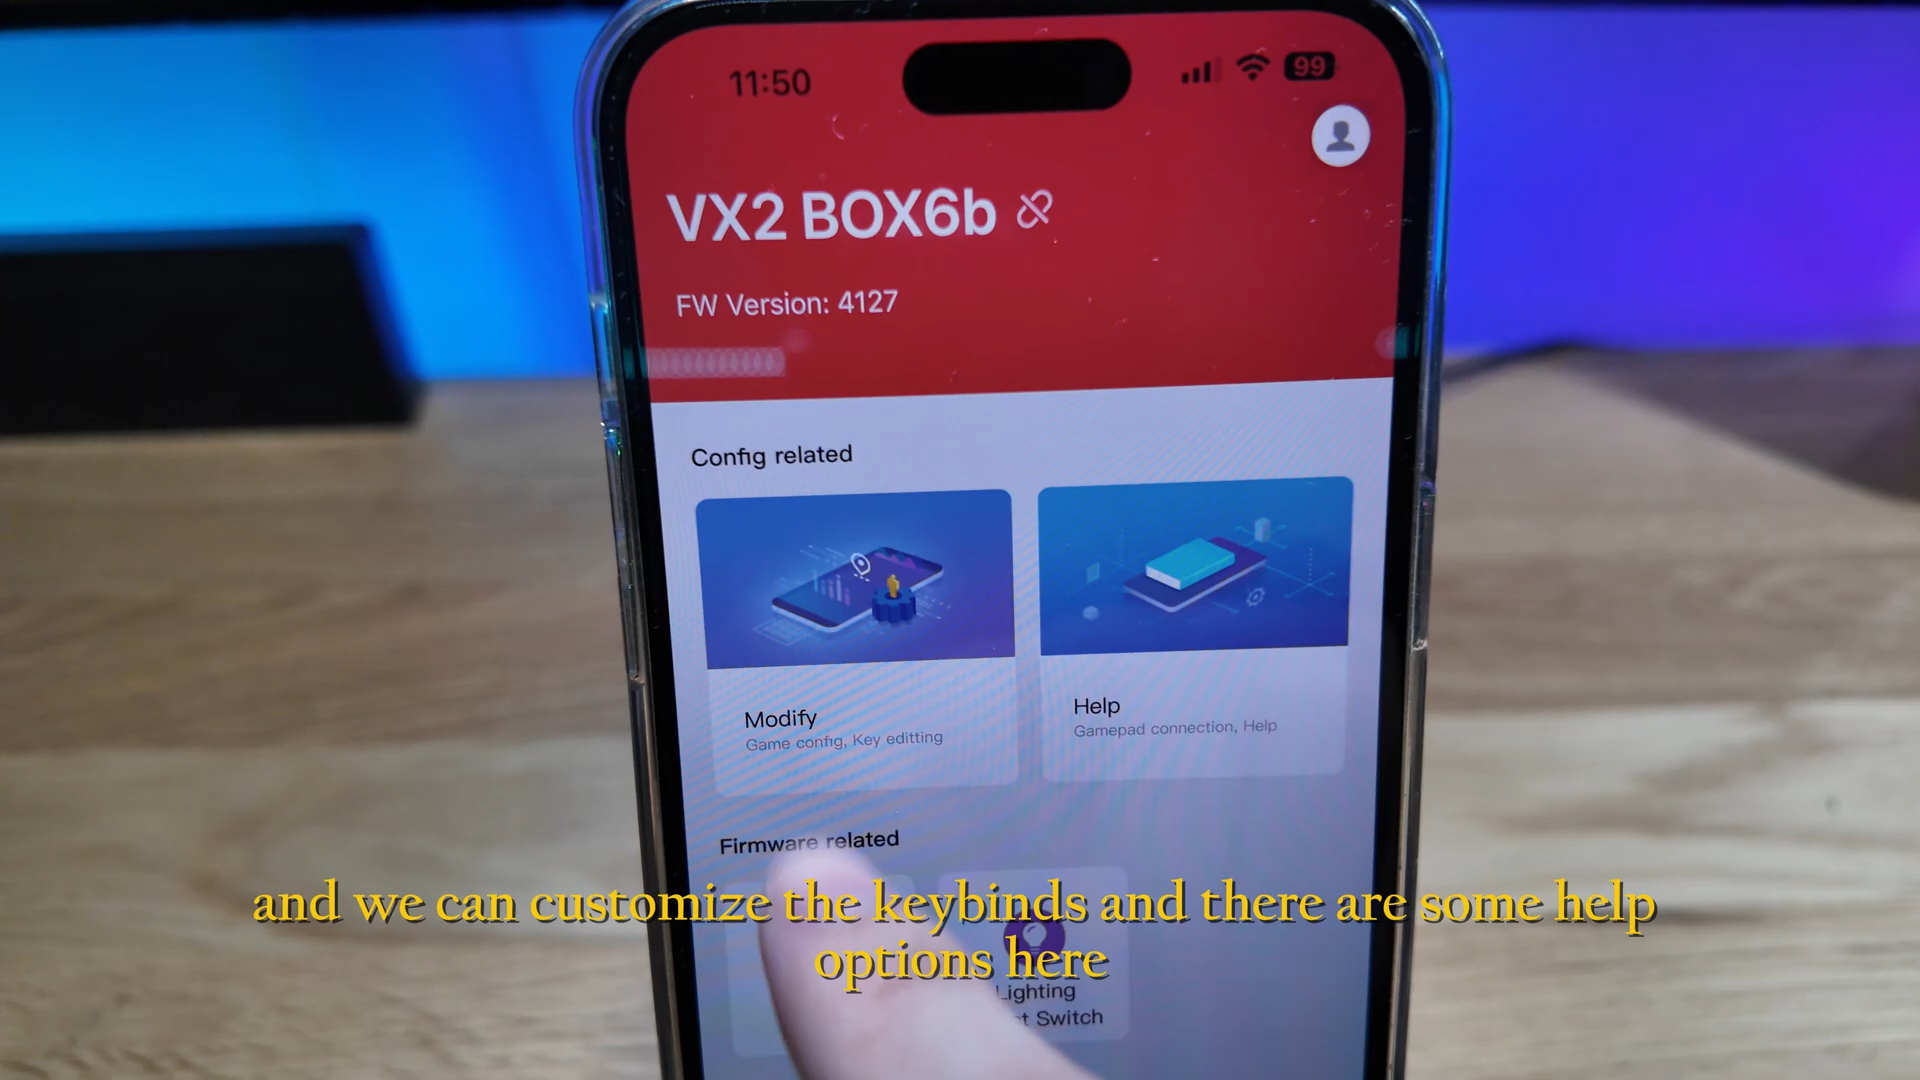 11:50
99
VX2 BOX6b
FW Version: 4127
Config related
Modify
Game config, Key editting
Help
Gamepad connection, Help
Firmware related
and we can customize the keybinds and there are some help
options here
Lighting
Switch